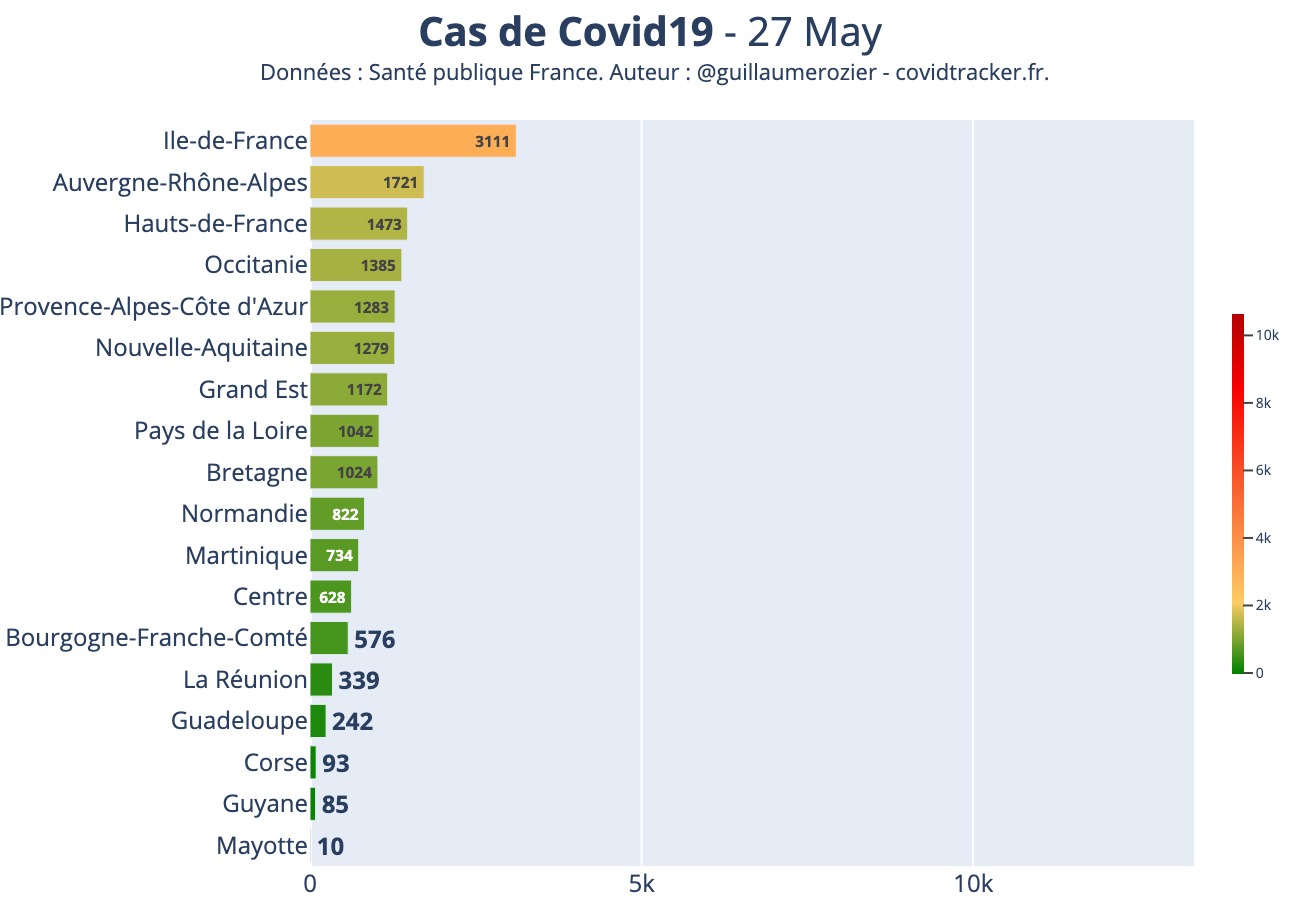 Cas de Covid19 - 27 May
Données : Santé publique France. Auteur : @guillaumerozier - covidtracker.fr.
Ile-de-France 3111
Auvergne-Rhône-Alpes 1721
Hauts-de-France 1473
Occitanie 1385
Provence-Alpes-Côte d'Azur 1283
Nouvelle-Aquitaine 1279
Grand Est 1172
Pays de la Loire 1042
Bretagne 1024
Normandie 822
Martinique 734
Centre 628
Bourgogne-Franche-Comté 576
La Réunion 339
Guadeloupe 242
Corse 93
Guyane 85
Mayotte 10
0 5k 10k
10k
8k
6k
4k
2k
0